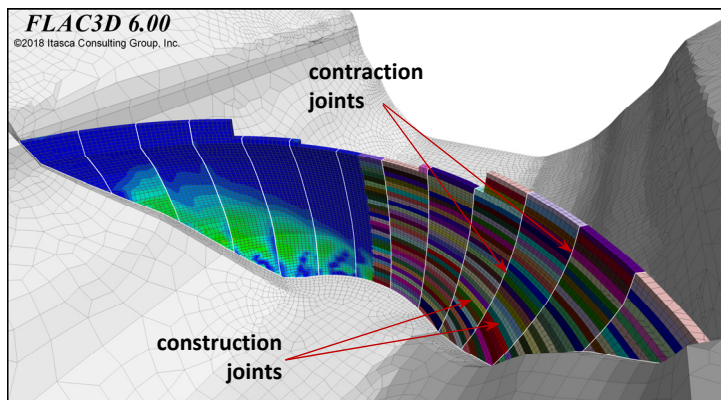 FLAC3D 6.00
©2018 Itasca Consulting Group, Inc.
contraction
joints
construction
joints